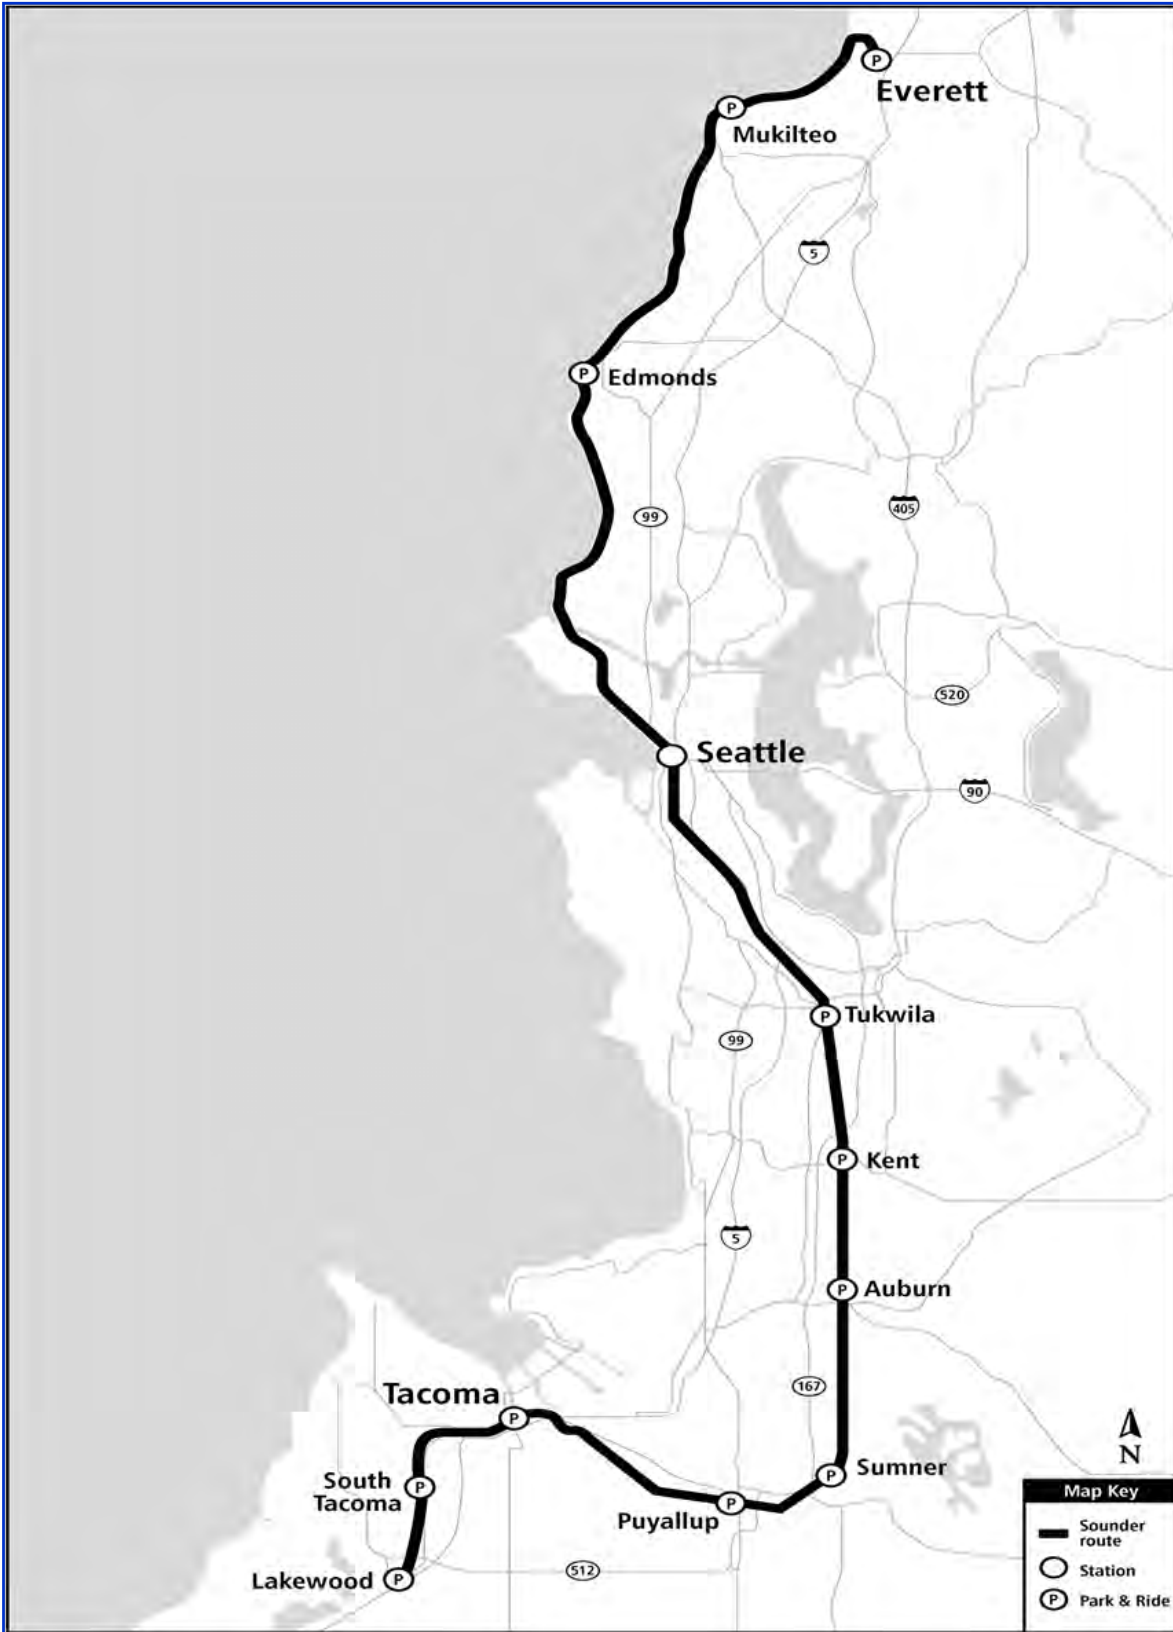 P
Everett
P
Mukilteo
5
P
Edmonds
99
405
520
Seattle
90
P
Tukwila
99
P
Kent
5
P
Auburn
167
Tacoma
P
N
P
Sumner
South
Tacoma
P
P
Puyallup
Lakewood
P
512
Map Key
Sounder
route
Station
P
Park & Ride